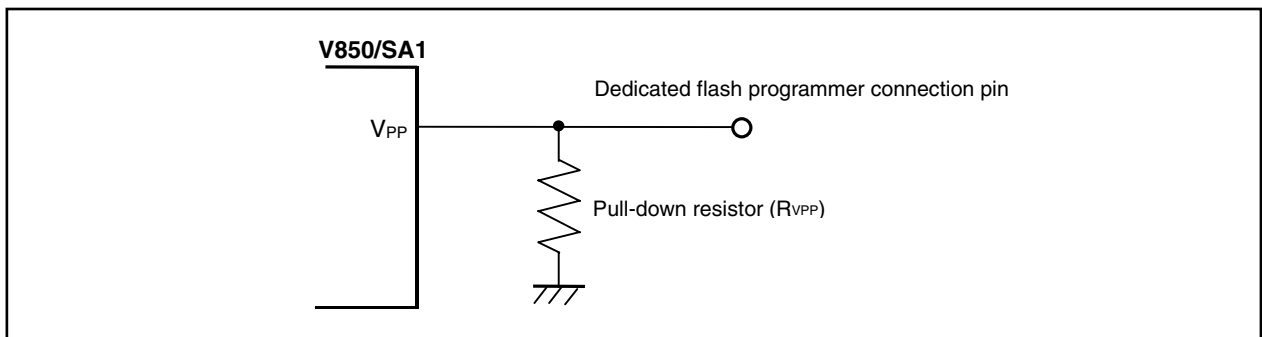 V850/SA1
Dedicated flash programmer connection pin
VPP
Pull-down resistor (RVPP)